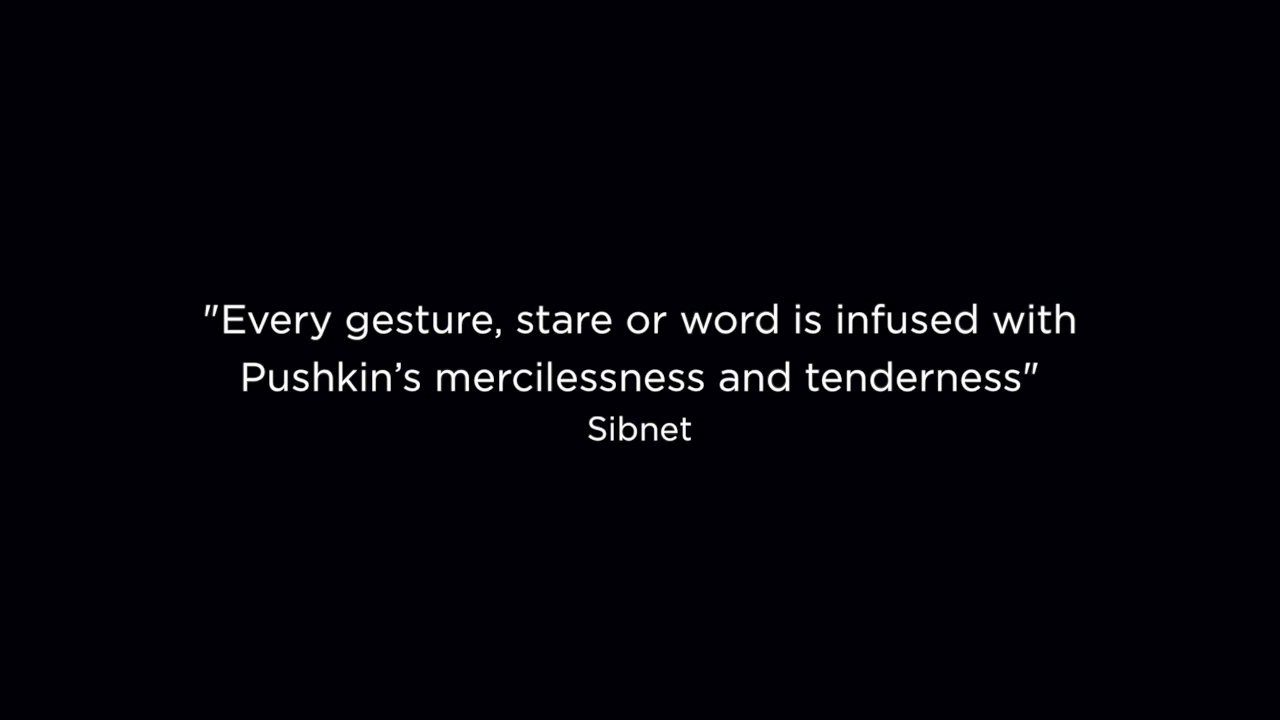 "Every gesture, stare or word is infused with
Pushkin’s mercilessness and tenderness"
Sibnet